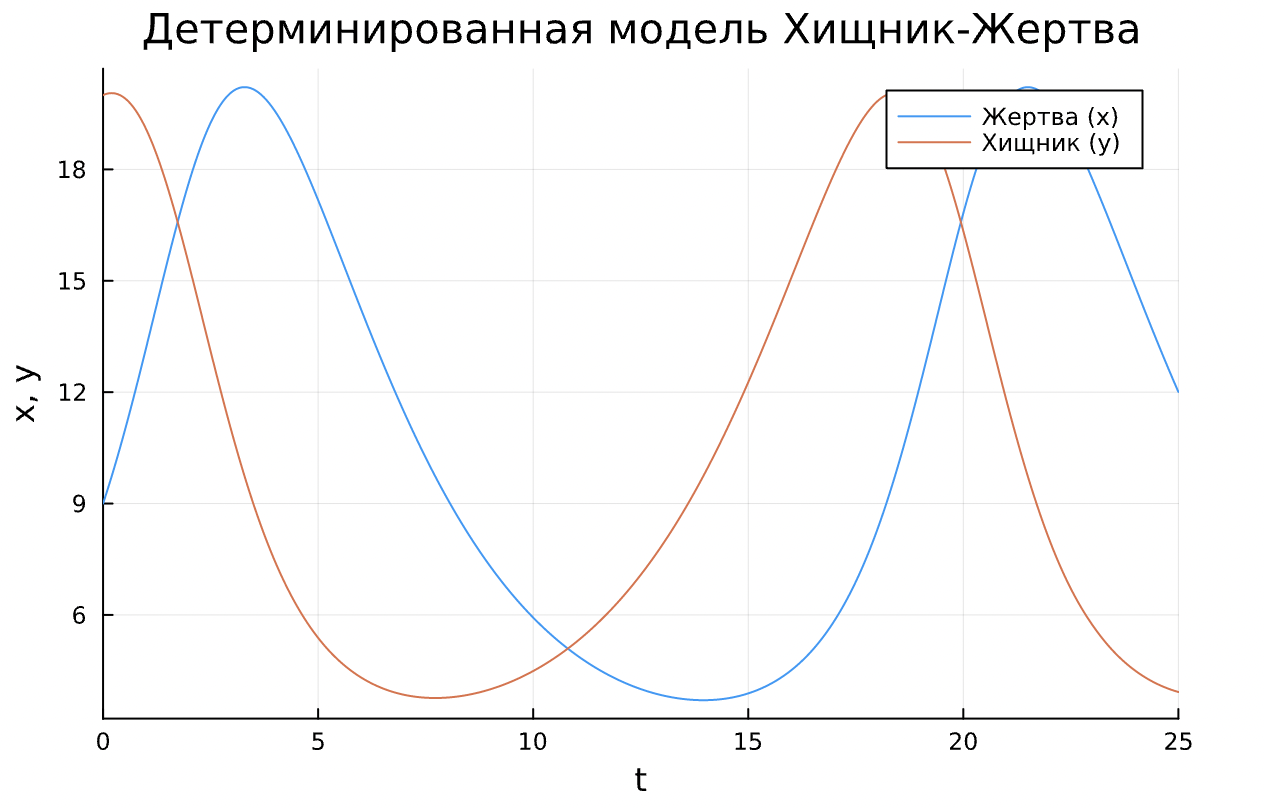 Детерминированная модель Хищник-Жертва
Жертва (x)
Хищник (y)
18
15
12
9
6
x, y
0 5 10 15 20 25
t